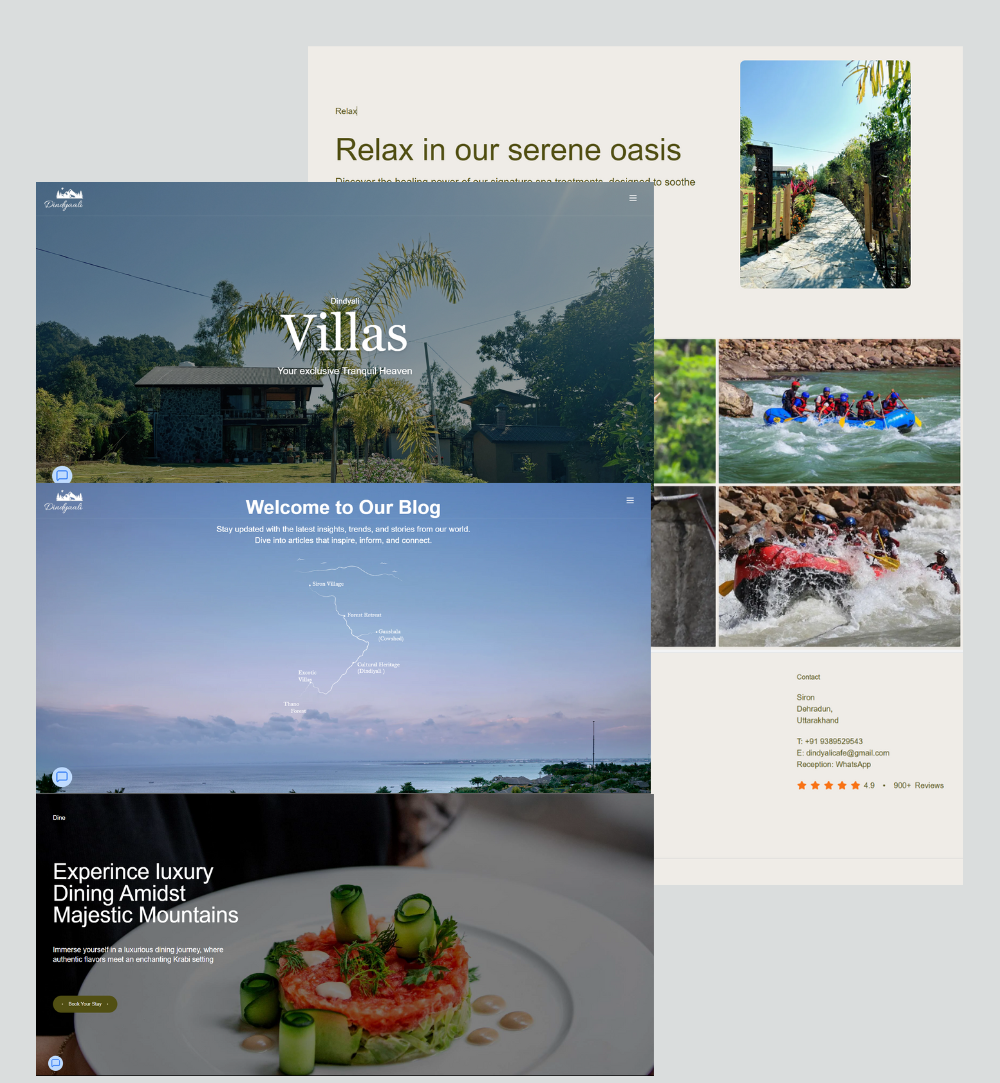 Relax
Relax in our serene oasis
Discover the healing power of our signature spa treatments, designed to soothe
Dindyali
Dindyali
Villas
Your exclusive Tranquil Heaven
Dindyali
Welcome to Our Blog
Stay updated with the latest insights, trends, and stories from our world.
Dive into articles that inspire, inform, and connect.
Siron Village
Forest Retreat
Gaushala
(Cowshed)
Cultural Heritage
(Dindyali )
Exterio
Village
Thano
Forest
Contact
Siron
Dehradun,
Uttarakhand
T: +91 9389529543
E: dindyalicafe@gmail.com
Reception: WhatsApp
4.9 • 900+ Reviews
Dine
Experince luxury
Dining Amidst
Majestic Mountains
Immerse yourself in a luxurious dining journey, where
authentic flavors meet an enchanting Krabi setting
Book Your Stay